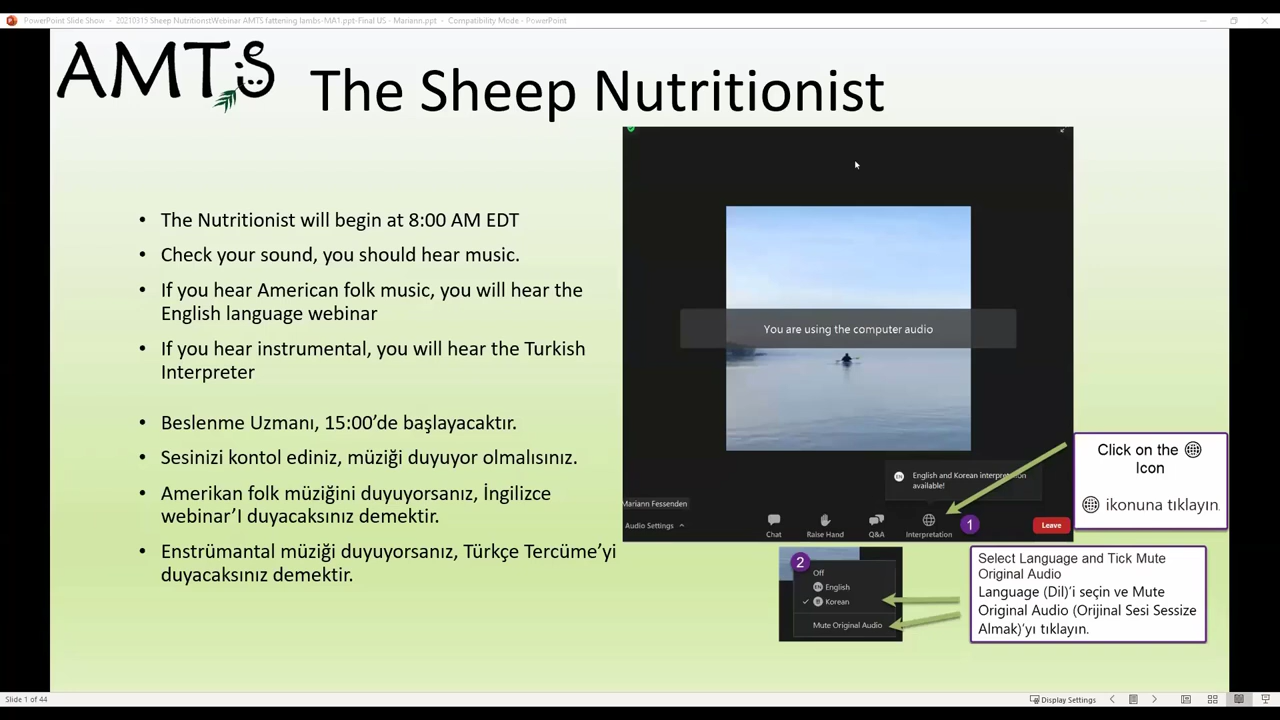 PowerPoint Slide Show - 20210315 Sheep NutritionstWebinar AMTS fattening lambs-MA1.ppt-Final US - Mariann.ppt - Compatibility Mode - PowerPoint
AMTS
The Sheep Nutritionist
• The Nutritionist will begin at 8:00 AM EDT
• Check your sound, you should hear music.
• If you hear American folk music, you will hear the
English language webinar
• If you hear instrumental, you will hear the Turkish
Interpreter
• Beslenme Uzmanı, 15:00’de başlayacaktır.
• Sesinizi kontol ediniz, müziği duyuyor olmalısınız.
• Amerikan folk müziğini duyuyorsanız, İngilizce
webinar’I duyacaksınız demektir.
• Enstrümantal müziği duyuyorsanız, Türkçe Tercüme’yi
duyacaksınız demektir.
You are using the computer audio
English and Korean interpretation
available!
Mariann Fessenden
Audio Settings
Chat
Raise Hand
Q&A
Interpretation
1
Leave
Click on the
Icon
ikonuna tıklayın.
2
Off
EN English
Korean
Mute Original Audio
Select Language and Tick Mute
Original Audio
Language (Dil)’i seçin ve Mute
Original Audio (Orijinal Sesi Sessize
Almak)’yı tıklayın.
Slide 1 of 44
Display Settings